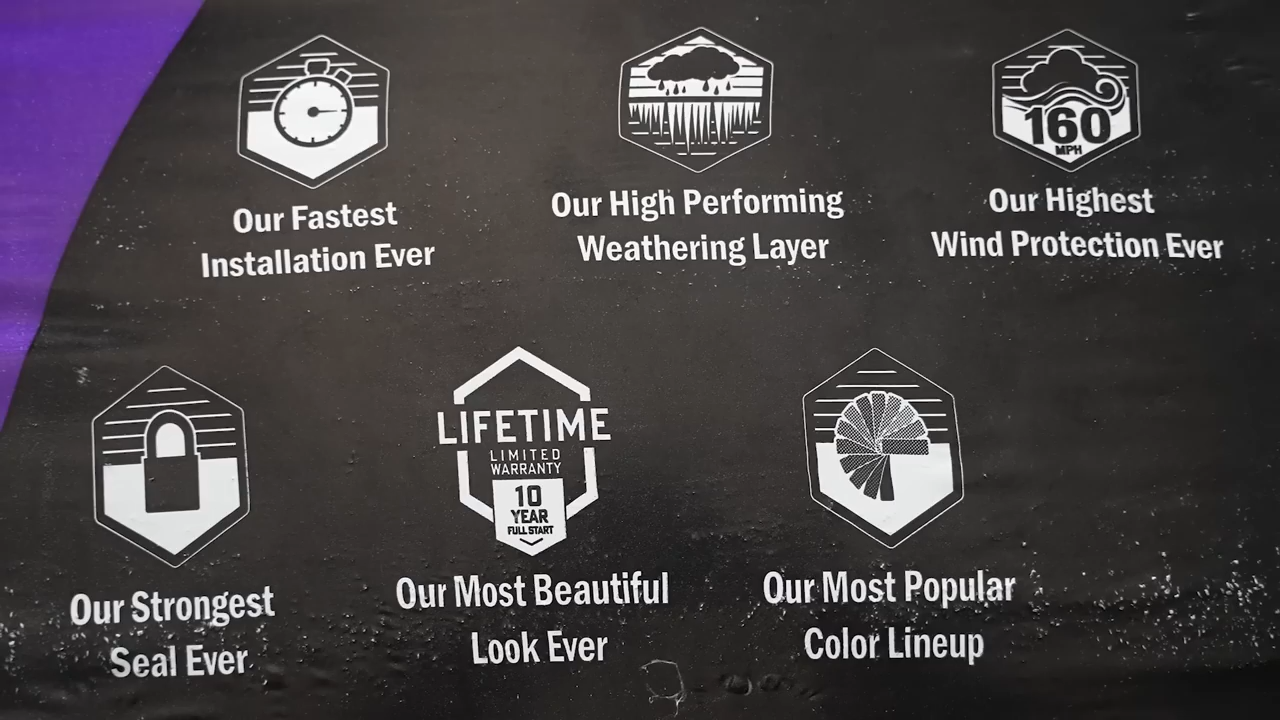 160
MPH
Our Fastest
Installation Ever
Our High Performing
Weathering Layer
Our Highest
Wind Protection Ever
LIFETIME
LIMITED
WARRANTY
10
YEAR
FULL START
Our Strongest
Seal Ever
Our Most Beautiful
Look Ever
Our Most Popular
Color Lineup